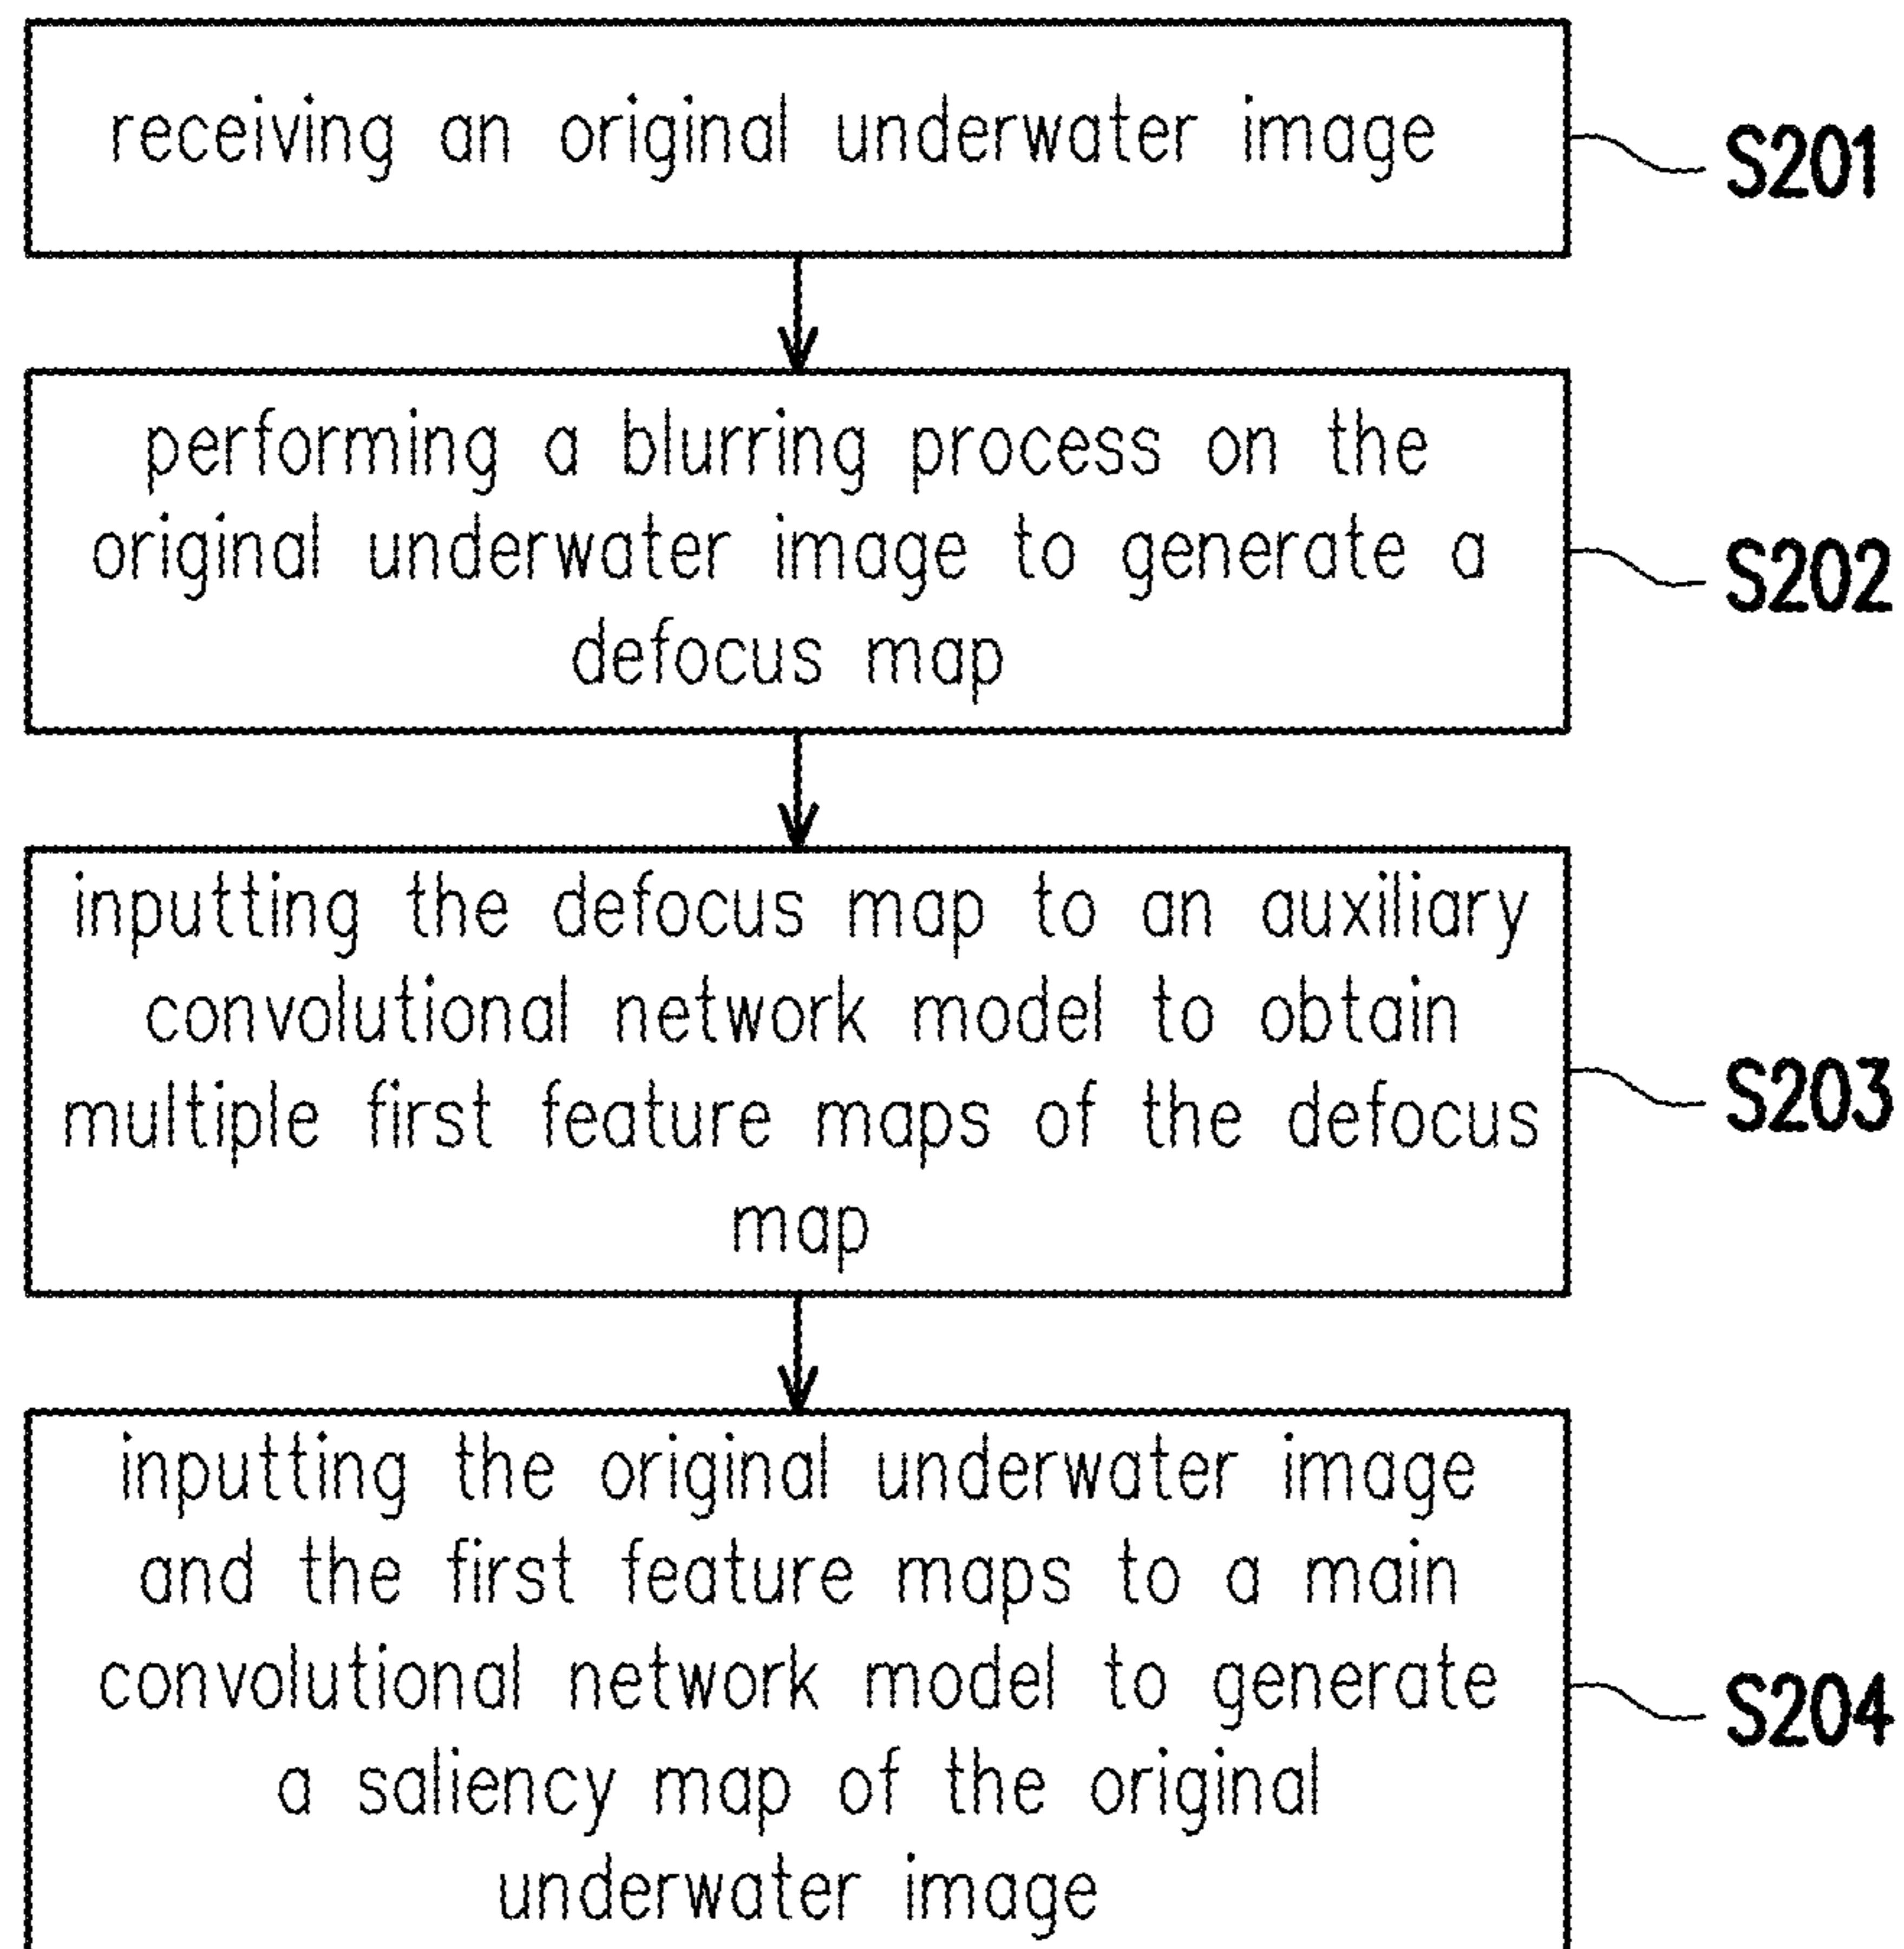 receiving an original underwater image
S201
performing a blurring process on the
original underwater image to generate a
defocus map
S202
inputting the defocus map to an auxiliary
convolutional network model to obtain
multiple first feature maps of the defocus
map
S203
inputting the original underwater image
and the first feature maps to a main
convolutional network model to generate
a saliency map of the original
underwater image
S204